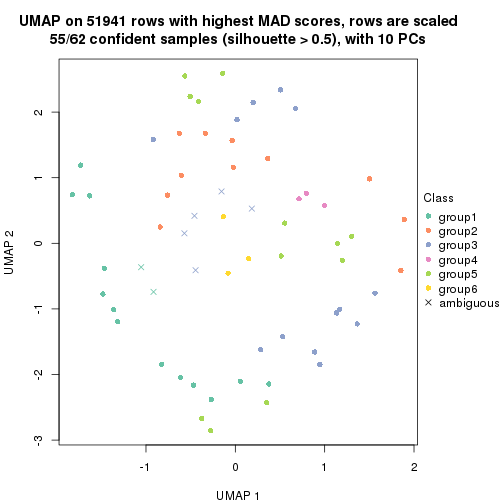 UMAP on 51941 rows with highest MAD scores, rows are scaled
55/62 confident samples (silhouette > 0.5), with 10 PCs
2
1
0
-1
-2
-3
UMAP 2
-1
0
1
2
UMAP 1
Class
group1
group2
group3
group4
group5
group6
ambiguous